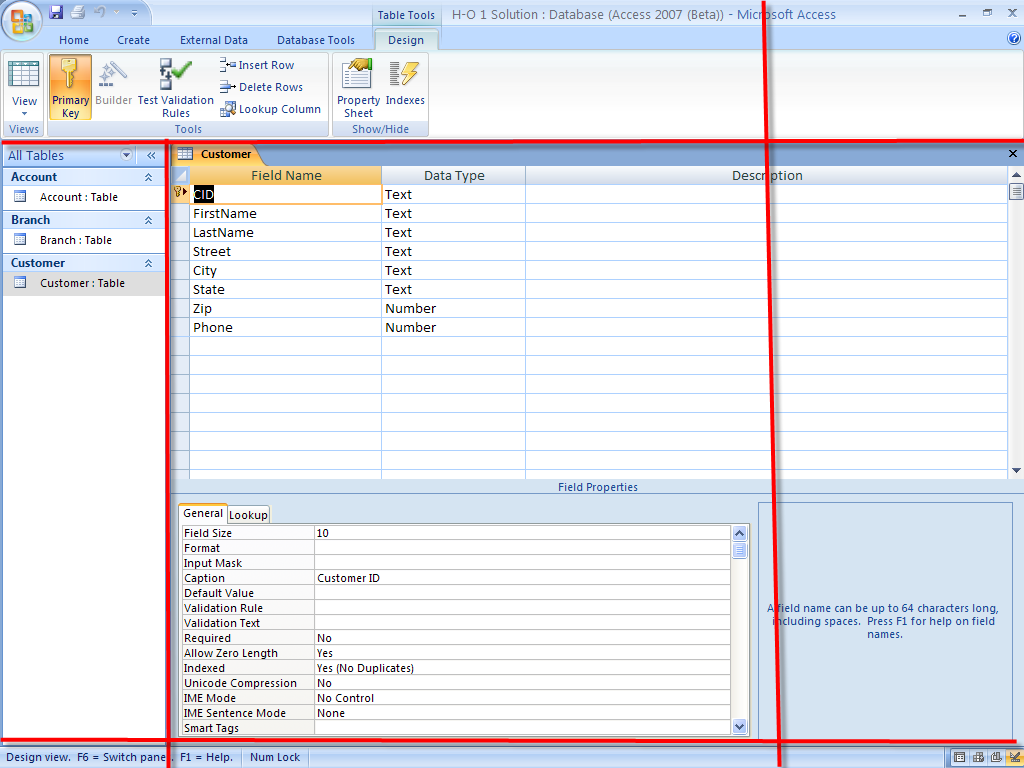 Table Tools H-O 1 Solution : Database (Access 2007 (Beta)) - Microsoft Access
Home Create External Data Database Tools Design
View
Primary Key
Builder
Test Validation Rules
Insert Row
Delete Rows
Lookup Column
Property Sheet
Indexes
Views Tools Show/Hide
All Tables
Account
Account : Table
Branch
Branch : Table
Customer
Customer : Table
Customer
Field Name Data Type Description
CID Text
FirstName Text
LastName Text
Street Text
City Text
State Text
Zip Number
Phone Number
Field Properties
General Lookup
Field Size 10
Format
Input Mask
Caption Customer ID
Default Value
Validation Rule
Validation Text
Required No
Allow Zero Length Yes
Indexed Yes (No Duplicates)
Unicode Compression No
IME Mode No Control
IME Sentence Mode None
Smart Tags
A field name can be up to 64 characters long,
including spaces. Press F1 for help on field
names.
Design view. F6 = Switch panes. F1 = Help. Num Lock